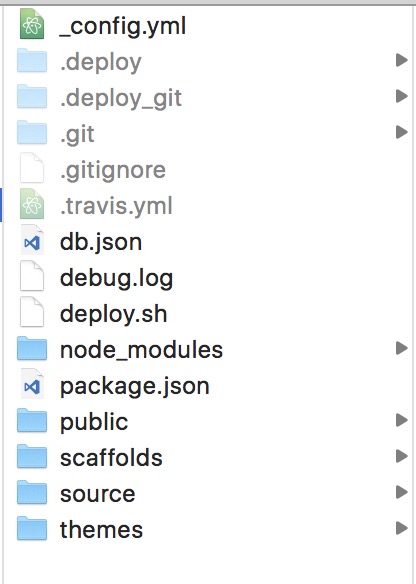 _config.yml
.deploy
.deploy_git
.git
.gitignore
.travis.yml
db.json
debug.log
deploy.sh
node_modules
package.json
public
scaffolds
source
themes